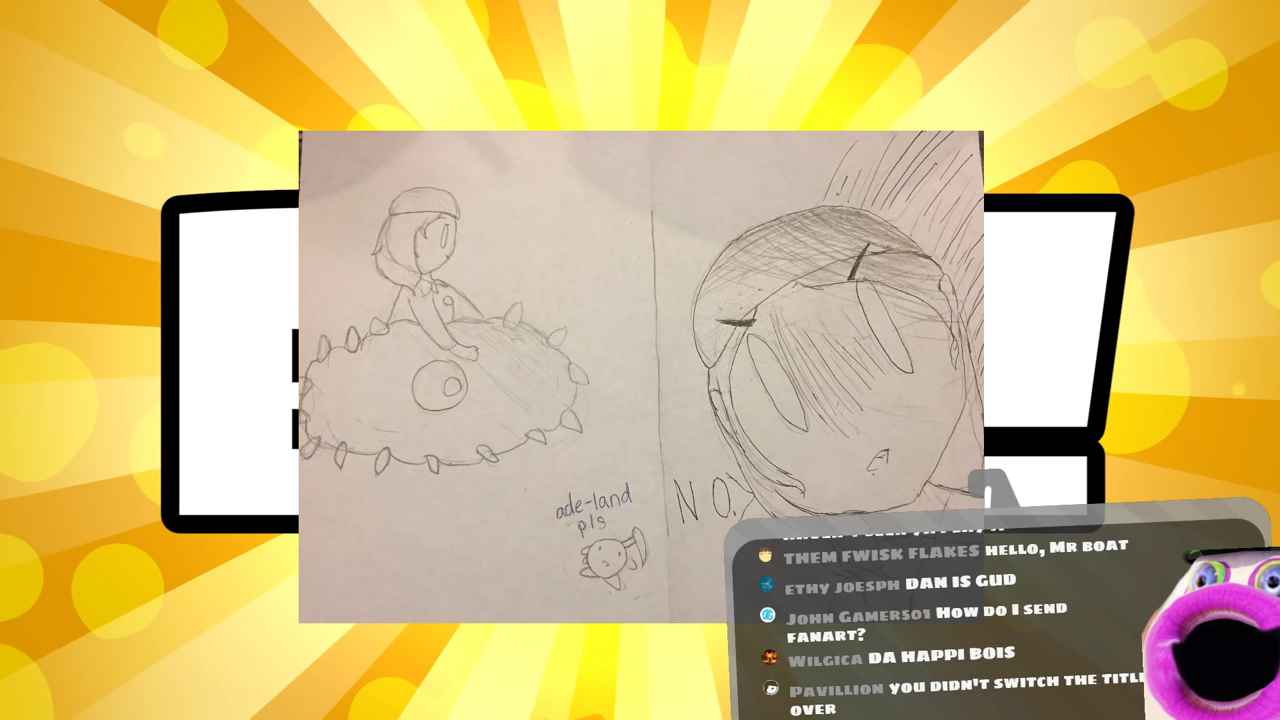 ade-land
pls
NO!
THEM FWISK FLAKES HELLO, MR BOAT
ETHY JOESPH DAN IS GUD
JOHN GAMER501 HOW DO I SEND
FANART?
WILGICA DA HAPPI BOIS
PAVILLION YOU DIDN'T SWITCH THE TITL
OVER